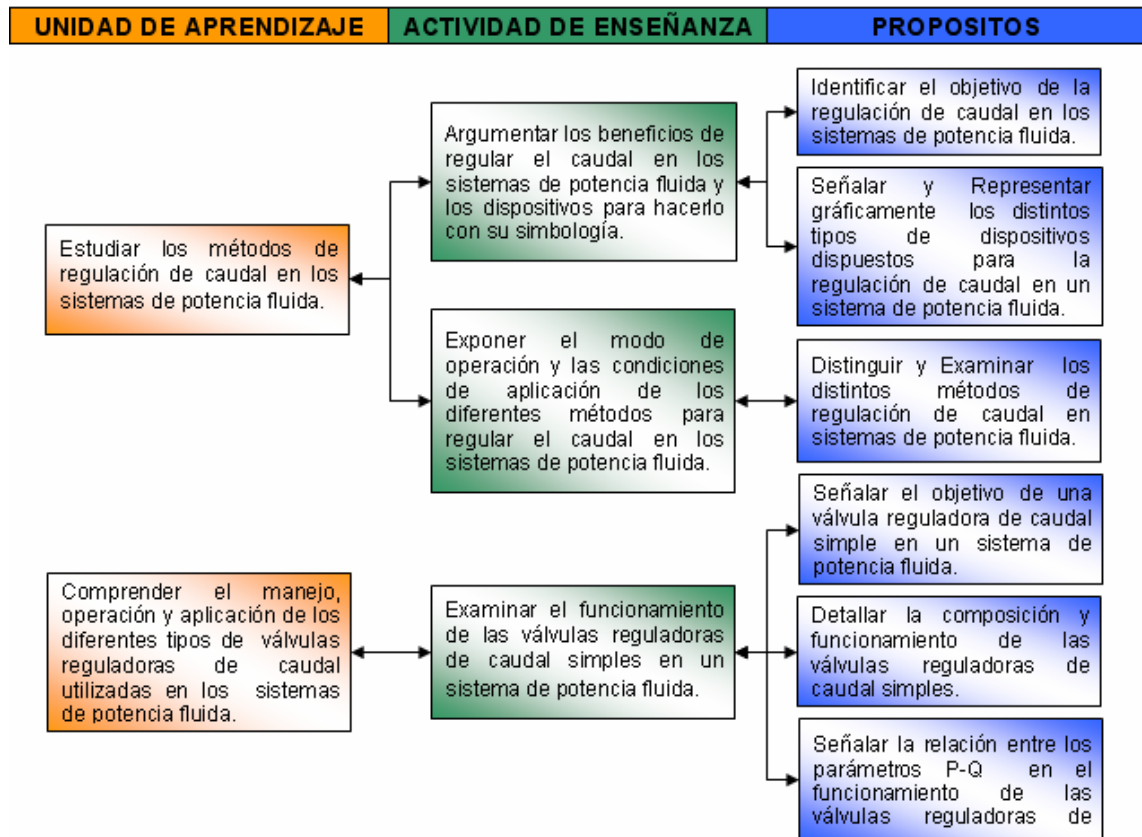 UNIDAD DE APRENDIZAJE
ACTIVIDAD DE ENSEÑANZA
PROPOSITOS
Estudiar los métodos de
regulación de caudal en los
sistemas de potencia fluida.
Argumentar los beneficios de
regular el caudal en los
sistemas de potencia fluida y
los dispositivos para hacerlo
con su simbología.
Identificar el objetivo de la
regulación de caudal en los
sistemas de potencia fluida.
Señalar y Representar
gráficamente los distintos
tipos de dispositivos
dispuestos para la
regulación de caudal en un
sistema de potencia fluida.
Exponer el modo de
operación y las condiciones
de aplicación de los
diferentes métodos para
regular el caudal en los
sistemas de potencia fluida.
Distinguir y Examinar los
distintos métodos de
regulación de caudal en
sistemas de potencia fluida.
Comprender el manejo,
operación y aplicación de los
diferentes tipos de válvulas
reguladoras de caudal
utilizadas en los sistemas
de potencia fluida.
Examinar el funcionamiento
de las válvulas reguladoras
de caudal simples en un
sistema de potencia fluida.
Señalar el objetivo de una
válvula reguladora de caudal
simple en un sistema de
potencia fluida.
Detallar la composición y
funcionamiento de las
válvulas reguladoras de
caudal simples.
Señalar la relación entre los
parámetros P-Q en el
funcionamiento de las
válvulas reguladoras de